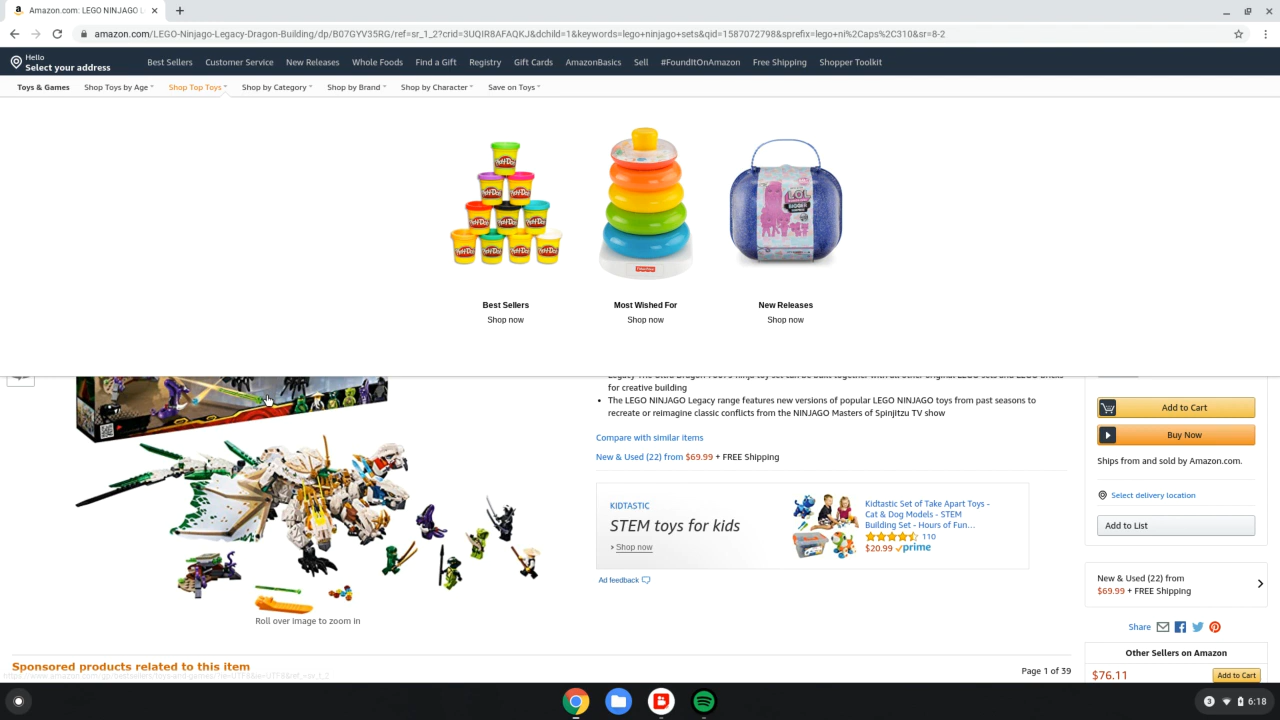 Amazon.com: LEGO NINJAGO L
amazon.com/LEGO-Ninjago-Legacy-Dragon-Building/dp/B07GYV35RG/ref=sr_1_2?crid=3UQIR8AFAQKJ&dchild=1&keywords=lego+ninjago+sets&qid=1587072798&sprefix=lego+ni%2Caps%2C310&sr=8-2
Hello
Select your address
Best Sellers Customer Service New Releases Whole Foods Find a Gift Registry Gift Cards AmazonBasics Sell #FoundItOnAmazon Free Shipping Shopper Toolkit
Toys & Games Shop Toys by Age Shop Top Toys Shop by Category Shop by Brand Shop by Character Save on Toys
Best Sellers Most Wished For New Releases
Shop now Shop now Shop now
for creative building
• The LEGO NINJAGO Legacy range features new versions of popular LEGO NINJAGO toys from past seasons to
recreate or reimagine classic conflicts from the NINJAGO Masters of Spinjitzu TV show
Compare with similar items
New & Used (22) from $69.99 + FREE Shipping
KIDTASTIC
STEM toys for kids
Shop now
Kidtastic Set of Take Apart Toys -
Cat & Dog Models - STEM
Building Set - Hours of Fun…
110
$20.99 prime
Ad feedback
Add to Cart
Buy Now
Ships from and sold by Amazon.com.
Select delivery location
Add to List
New & Used (22) from
$69.99 + FREE Shipping
Share
Other Sellers on Amazon
$76.11 Add to Cart
Roll over image to zoom in
Sponsored products related to this item
Page 1 of 39
3 6:18